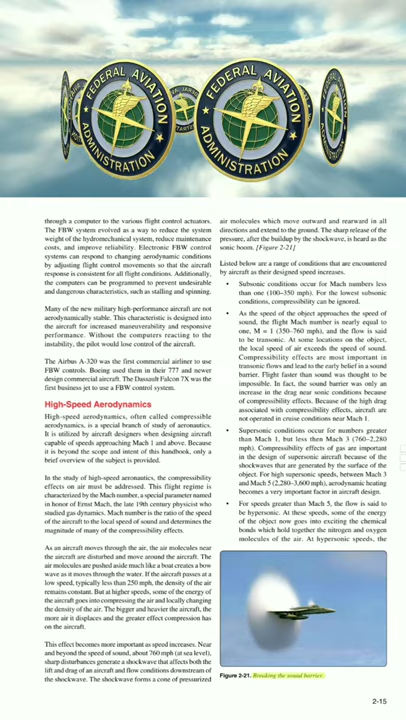 FEDERAL AVIATION
ADMINISTRATION
FEDERAL AVIATION
ADMINISTRATION
through a computer to the various flight control actuators.
The FBW system evolved as a way to reduce the system
weight of the hydromechanical system, reduce maintenance
costs, and improve reliability. Electronic FBW control
systems can respond to changing aerodynamic conditions
by adjusting flight control movements so that the aircraft
response is consistent for all flight conditions. Additionally,
the computers can be programmed to prevent undesirable
and dangerous characteristics, such as stalling and spinning.
Many of the new military high-performance aircraft are not
aerodynamically stable. This characteristic is designed into
the aircraft for increased maneuverability and responsive
performance. Without the computers reacting to the
instability, the pilot would lose control of the aircraft.
The Airbus A-320 was the first commercial airliner to use
FBW controls. Boeing used them in their 777 and newer
design commercial aircraft. The Dassault Falcon 7X was the
first business jet to use a FBW control system.
High-Speed Aerodynamics
High-speed aerodynamics, often called compressible
aerodynamics, is a special branch of study of aeronautics.
It is utilized by aircraft designers when designing aircraft
capable of speeds approaching Mach 1 and above. Because
it is beyond the scope and intent of this handbook, only a
brief overview of the subject is provided.
In the study of high-speed aeronautics, the compressibility
effects on air must be addressed. This flight regime is
characterized by the Mach number, a special parameter named
in honor of Ernst Mach, the late 19th century physicist who
studied gas dynamics. Mach number is the ratio of the speed
of the aircraft to the local speed of sound and determines the
magnitude of many of the compressibility effects.
As an aircraft moves through the air, the air molecules near
the aircraft are disturbed and move around the aircraft. The
air molecules are pushed aside much like a boat creates a bow
wave as it moves through the water. If the aircraft passes at a
low speed, typically less than 250 mph, the density of the air
remains constant. But at higher speeds, some of the energy of
the aircraft goes into compressing the air and locally changing
the density of the air. The bigger and heavier the aircraft, the
more air it displaces and the greater effect compression has
on the aircraft.
This effect becomes more important as speed increases. Near
and beyond the speed of sound, about 760 mph (at sea level),
sharp disturbances generate a shockwave that affects both the
lift and drag of an aircraft and flow conditions downstream of
the shockwave. The shockwave forms a cone of pressurized
air molecules which move outward and rearward in all
directions and extend to the ground. The sharp release of the
pressure, after the buildup by the shockwave, is heard as the
sonic boom. [Figure 2-21]
Listed below are a range of conditions that are encountered
by aircraft as their designed speed increases.
• Subsonic conditions occur for Mach numbers less
than one (100–350 mph). For the lowest subsonic
conditions, compressibility can be ignored.
• As the speed of the object approaches the speed of
sound, the flight Mach number is nearly equal to
one, M = 1 (350–760 mph), and the flow is said
to be transonic. At some locations on the object,
the local speed of air exceeds the speed of sound.
Compressibility effects are most important in
transonic flows and lead to the early belief in a sound
barrier. Flight faster than sound was thought to be
impossible. In fact, the sound barrier was only an
increase in the drag near sonic conditions because
of compressibility effects. Because of the high drag
associated with compressibility effects, aircraft are
not operated in cruise conditions near Mach 1.
• Supersonic conditions occur for numbers greater
than Mach 1, but less then Mach 3 (760–2,280
mph). Compressibility effects of gas are important
in the design of supersonic aircraft because of the
shockwaves that are generated by the surface of the
object. For high supersonic speeds, between Mach 3
and Mach 5 (2,280–3,600 mph), aerodynamic heating
becomes a very important factor in aircraft design.
• For speeds greater than Mach 5, the flow is said to
be hypersonic. At these speeds, some of the energy
of the object now goes into exciting the chemical
bonds which hold together the nitrogen and oxygen
molecules of the air. At hypersonic speeds, the
Figure 2-21. Breaking the sound barrier.
2-15